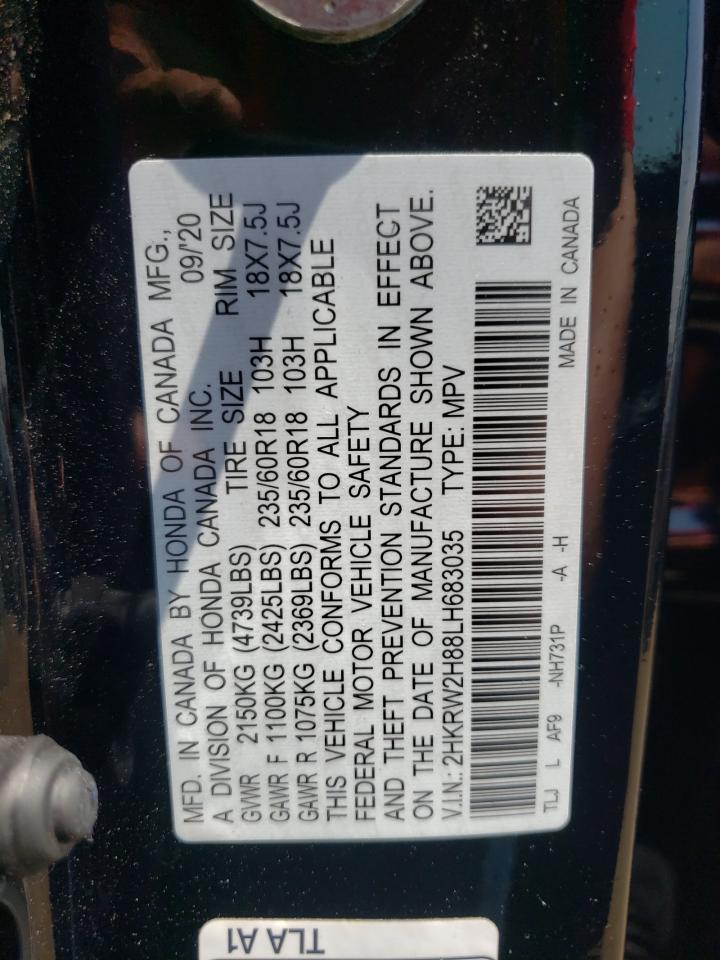 MFD. IN CANADA BY HONDA OF CANADA MFG.,
A DIVISION OF HONDA CANADA INC. 09/'20
GVWR 2150KG (4739LBS) TIRE SIZE RIM SIZE
GAWR F 1100KG (2425LBS) 235/60R18 103H 18X7.5J
GAWR R 1075KG (2369LBS) 235/60R18 103H 18X7.5J
THIS VEHICLE CONFORMS TO ALL APPLICABLE
FEDERAL MOTOR VEHICLE SAFETY
AND THEFT PREVENTION STANDARDS IN EFFECT
ON THE DATE OF MANUFACTURE SHOWN ABOVE.
V.I.N.: 2HKRW2H88LH683035 TYPE: MPV
TLJ L AF9 -NH731P -A -H MADE IN CANADA
TLA A1